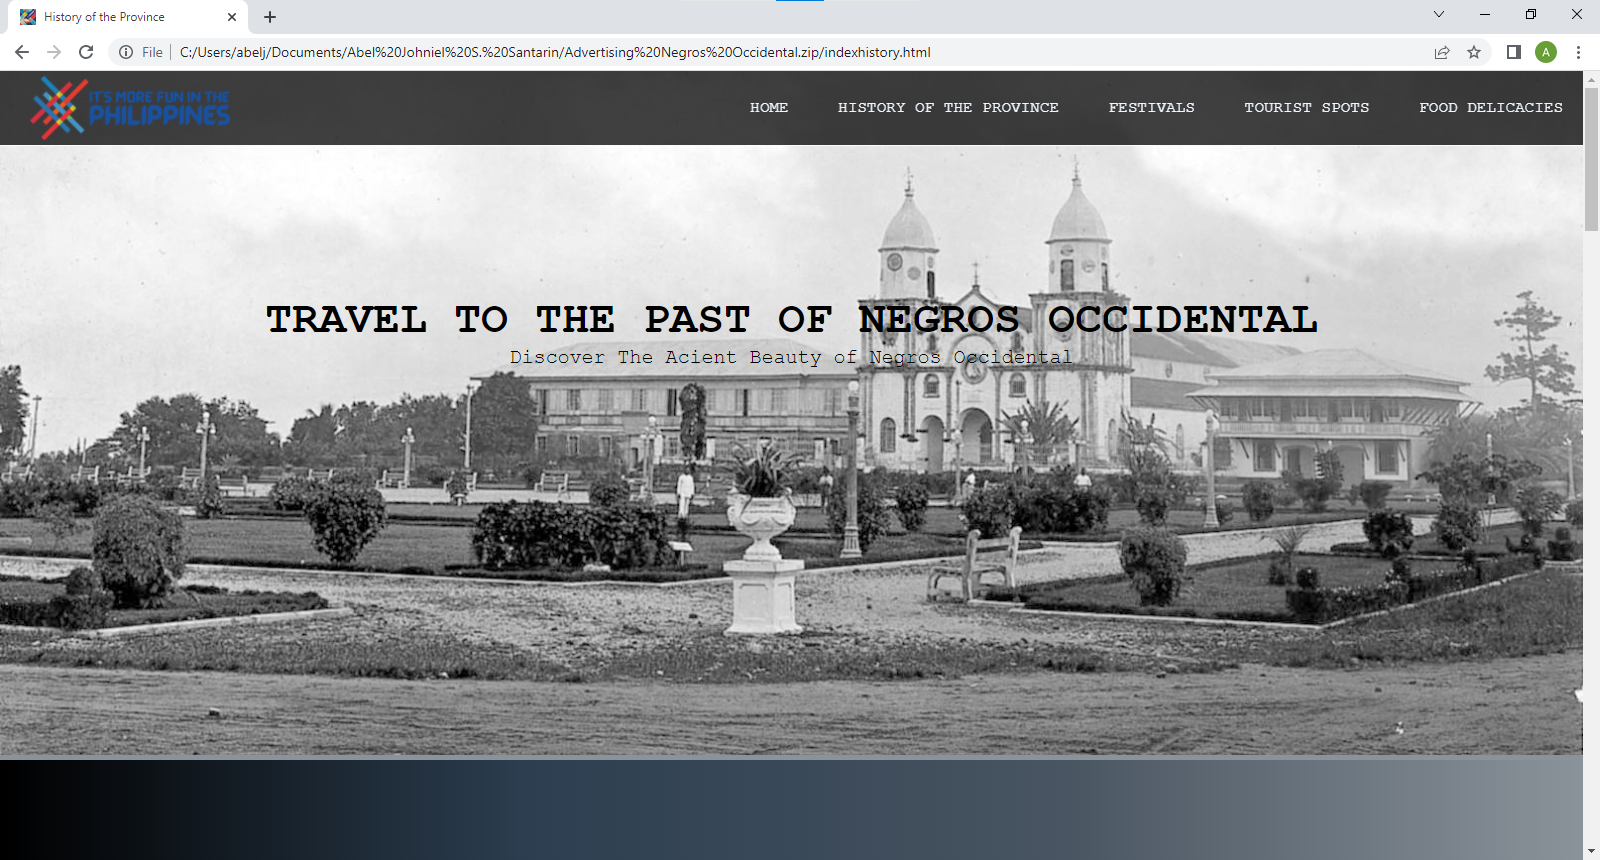 History of the Province
File
C:/Users/abelj/Documents/Abel%20Johniel%20S.%20Santarin/Advertising%20Negros%20Occidental.zip/indexhistory.html
A
IT'S MORE FUN IN THE
PHILIPPINES
HOME HISTORY OF THE PROVINCE FESTIVALS TOURIST SPOTS FOOD DELICACIES
TRAVEL TO THE PAST OF NEGROS OCCIDENTAL
Discover The Acient Beauty of Negros Occidental